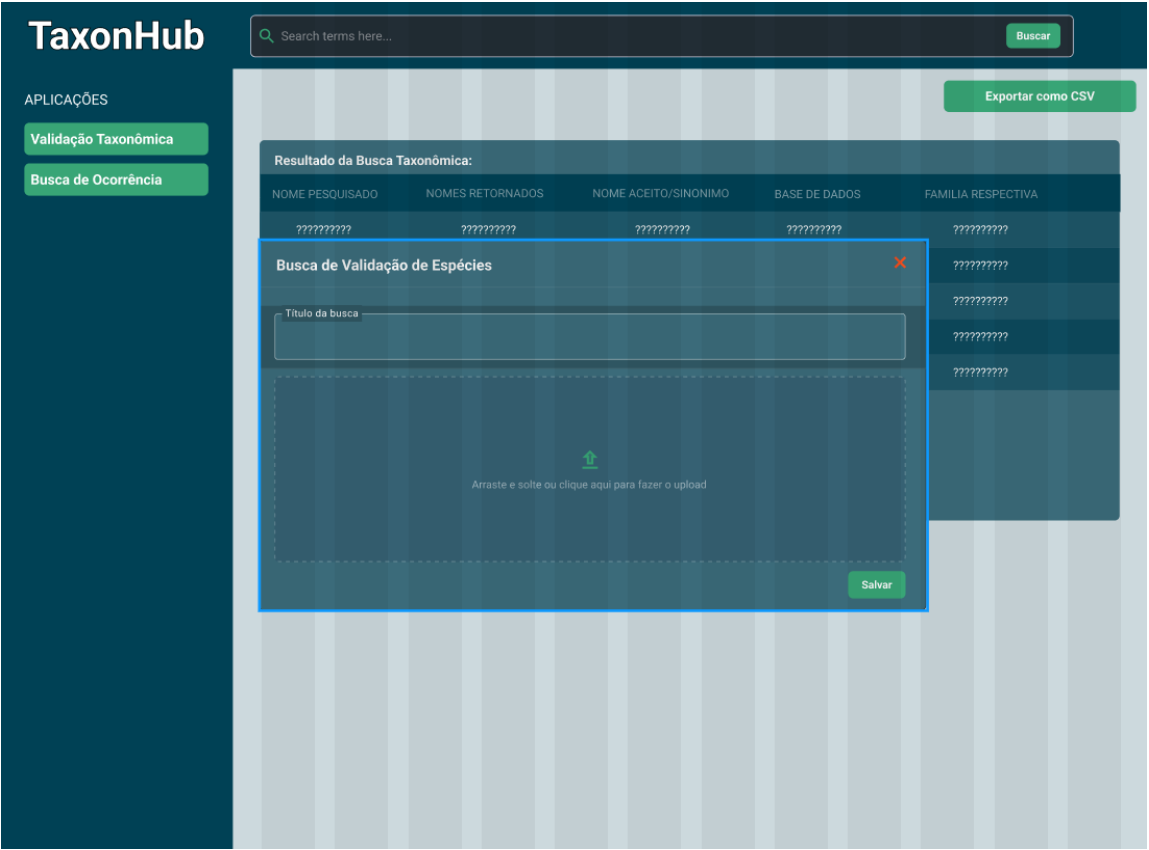 TaxonHub
Search terms here...
Buscar
APLICAÇÕES
Exportar como CSV
Validação Taxonômica
Busca de Ocorrência
Resultado da Busca Taxonômica:
NOME PESQUISADO NOMES RETORNADOS NOME ACEITO/SINONIMO BASE DE DADOS FAMILIA RESPECTIVA
?????????? ?????????? ?????????? ?????????? ??????????
Busca de Validação de Espécies
??????????
??????????
Título da busca
??????????
??????????
Arraste e solte ou clique aqui para fazer o upload
Salvar